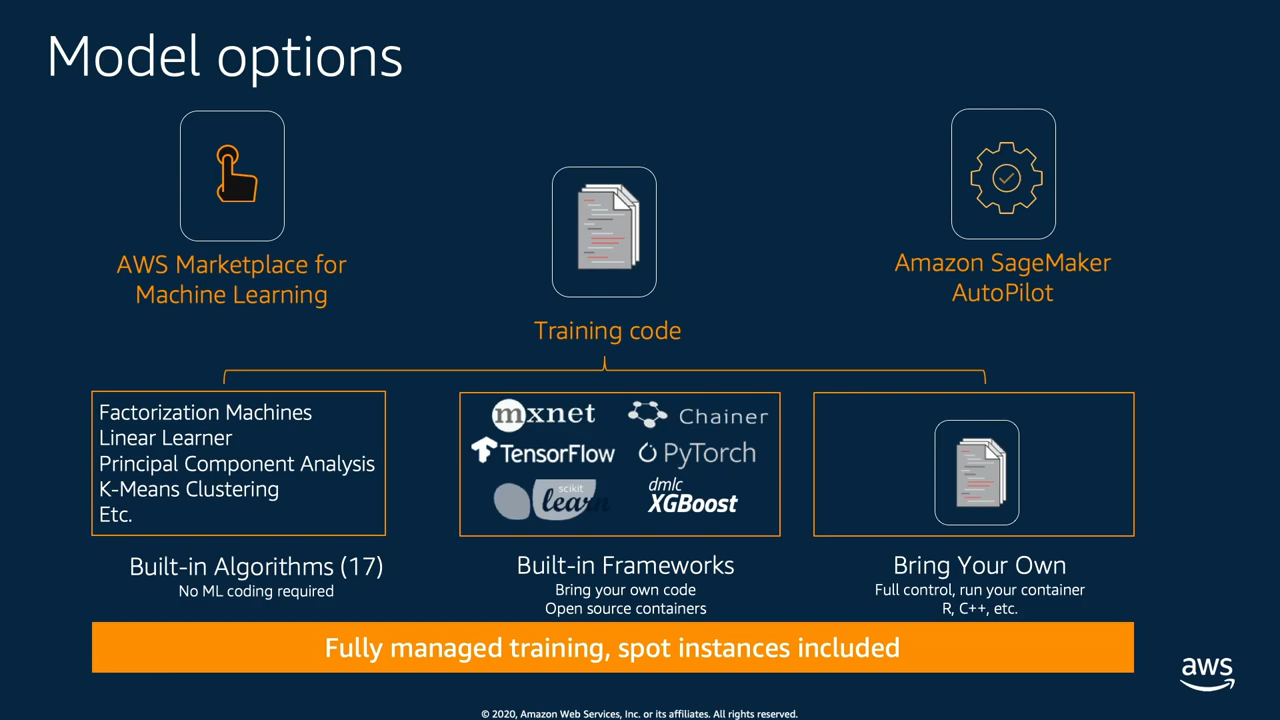 Model options
AWS Marketplace for
Machine Learning
Training code
Amazon SageMaker
AutoPilot
Factorization Machines
Linear Learner
Principal Component Analysis
K-Means Clustering
Etc.
Built-in Algorithms (17)
No ML coding required
mxnet
Chainer
TensorFlow
PyTorch
scikit
learn
dmlc
XGBoost
Built-in Frameworks
Bring your own code
Open source containers
Bring Your Own
Full control, run your container
R, C++, etc.
Fully managed training, spot instances included
aws
© 2020, Amazon Web Services, Inc. or its affiliates. All rights reserved.